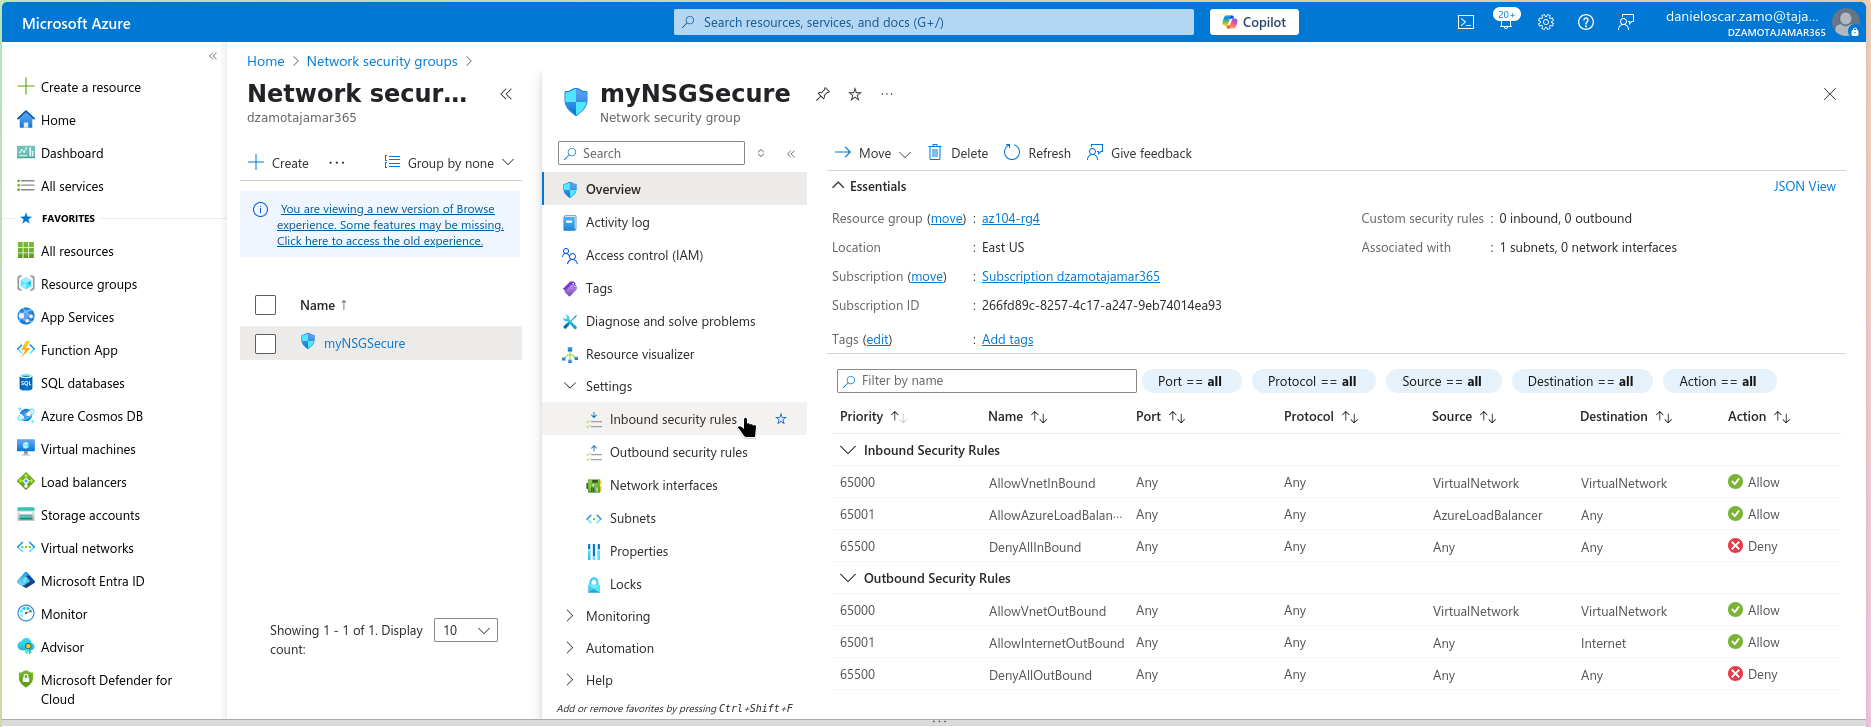 Microsoft Azure
Search resources, services, and docs (G+/)
Copilot
20+
danieloscar.zamo@taja...
DZAMOTAJAMAR365
Create a resource
Home
Dashboard
All services
FAVORITES
All resources
Resource groups
App Services
Function App
SQL databases
Azure Cosmos DB
Virtual machines
Load balancers
Storage accounts
Virtual networks
Microsoft Entra ID
Monitor
Advisor
Microsoft Defender for
Cloud
Home > Network security groups >
Network secur...
dzamotajamar365
Create
Group by none
You are viewing a new version of Browse
experience. Some features may be missing.
Click here to access the old experience.
Name ↑
myNSGSecure
Showing 1 - 1 of 1. Display
count:
10
myNSGSecure
Network security group
Search
Overview
Activity log
Access control (IAM)
Tags
Diagnose and solve problems
Resource visualizer
Settings
Inbound security rules
Outbound security rules
Network interfaces
Subnets
Properties
Locks
Monitoring
Automation
Help
Add or remove favorites by pressing Ctrl+Shift+F
Move
Delete
Refresh
Give feedback
Essentials
JSON View
Resource group (move) : az104-rg4
Location : East US
Subscription (move) : Subscription dzamotajamar365
Subscription ID : 266fd89c-8257-4c17-a247-9eb74014ea93
Tags (edit) : Add tags
Custom security rules : 0 inbound, 0 outbound
Associated with : 1 subnets, 0 network interfaces
Filter by name
Port == all
Protocol == all
Source == all
Destination == all
Action == all
Priority ↑↓ Name ↑↓ Port ↑↓ Protocol ↑↓ Source ↑↓ Destination ↑↓ Action ↑↓
Inbound Security Rules
65000 AllowVnetInBound Any Any VirtualNetwork VirtualNetwork Allow
65001 AllowAzureLoadBalan... Any Any AzureLoadBalancer Any Allow
65500 DenyAllInBound Any Any Any Any Deny
Outbound Security Rules
65000 AllowVnetOutBound Any Any VirtualNetwork VirtualNetwork Allow
65001 AllowInternetOutBound Any Any Any Internet Allow
65500 DenyAllOutBound Any Any Any Any Deny